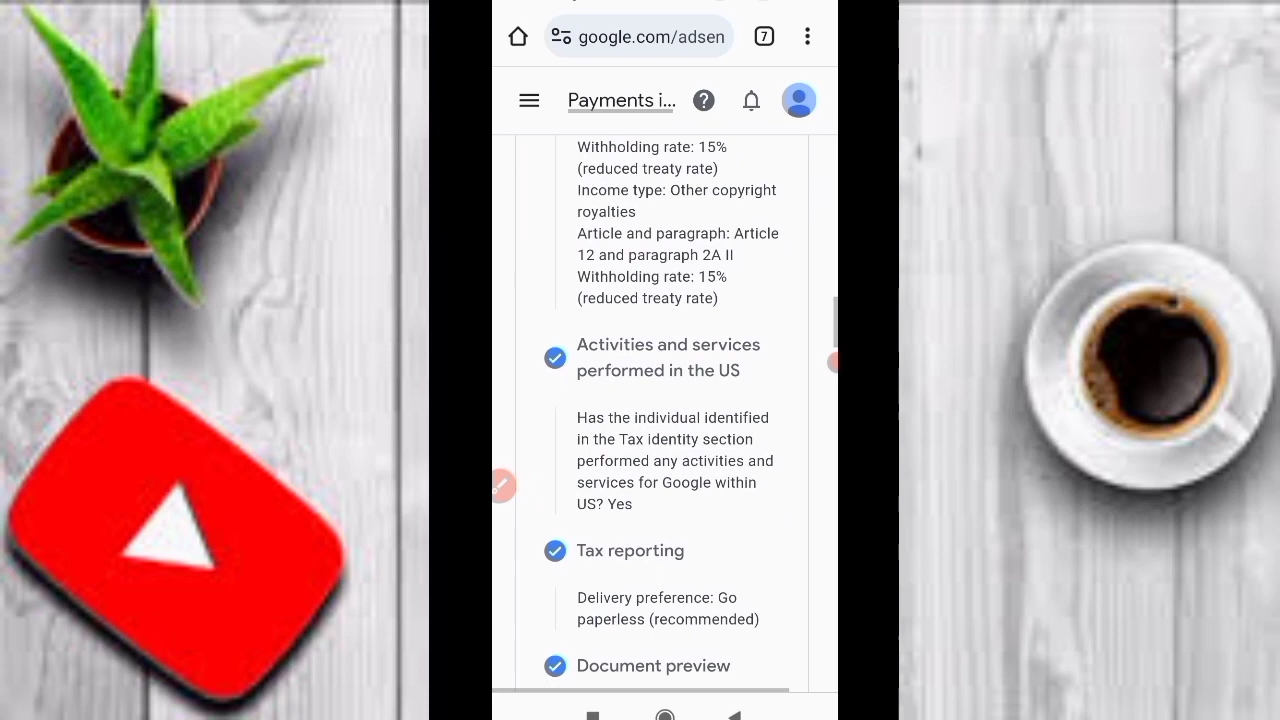 google.com/adsen
7
Payments i...
Withholding rate: 15%
(reduced treaty rate)
Income type: Other copyright
royalties
Article and paragraph: Article
12 and paragraph 2A II
Withholding rate: 15%
(reduced treaty rate)
Activities and services
performed in the US
Has the individual identified
in the Tax identity section
performed any activities and
services for Google within
US? Yes
Tax reporting
Delivery preference: Go
paperless (recommended)
Document preview